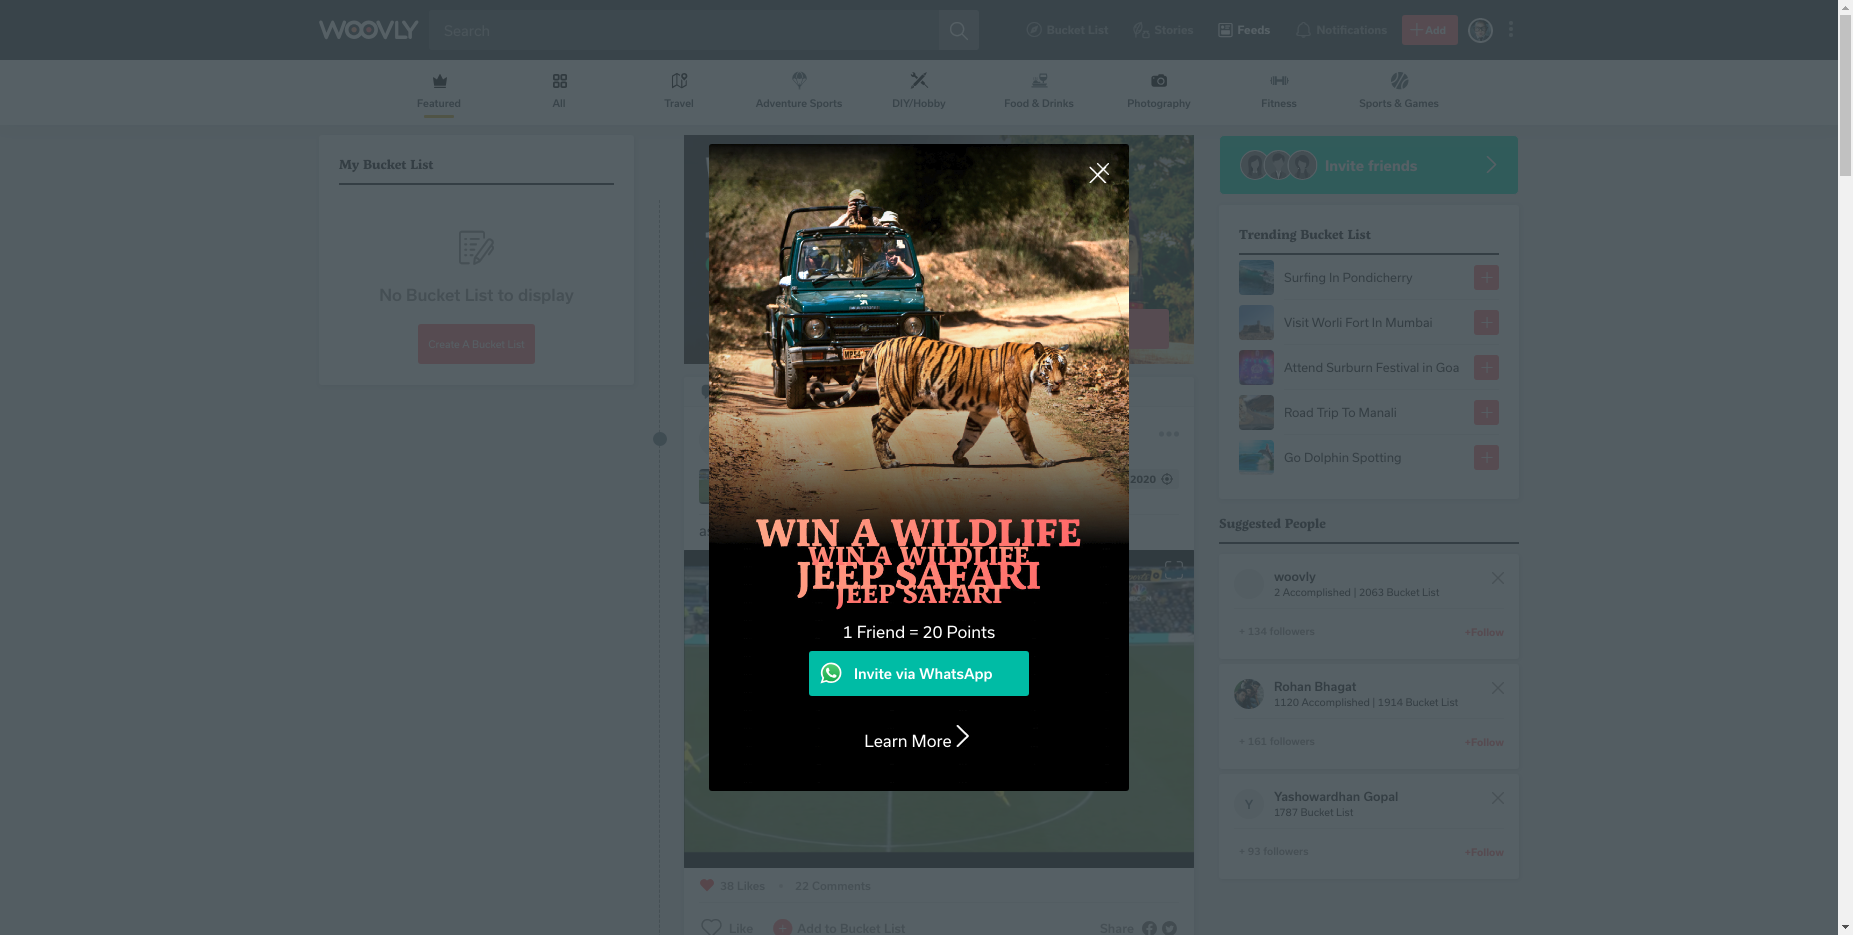 WOOVLY
Search
Bucket List
Stories
Feeds
Notifications
+ Add
Featured
All
Travel
Adventure Sports
DIY/Hobby
Food & Drinks
Photography
Fitness
Sports & Games
My Bucket List
No Bucket List to display
Create A Bucket List
WIN A WILDLIFE
WIN A WILDLIFE
JEEP SAFARI
JEEP SAFARI
1 Friend = 20 Points
Invite via WhatsApp
Learn More
2020
38 Likes • 22 Comments
Like
Add to Bucket List
Share
Invite friends
Trending Bucket List
Surfing In Pondicherry
Visit Worli Fort In Mumbai
Attend Surburn Festival in Goa
Road Trip To Manali
Go Dolphin Spotting
Suggested People
woovly
2 Accomplished | 2063 Bucket List
+ 134 followers
+Follow
Rohan Bhagat
1120 Accomplished | 1914 Bucket List
+ 161 followers
+Follow
Y
Yashowardhan Gopal
1787 Bucket List
+ 93 followers
+Follow